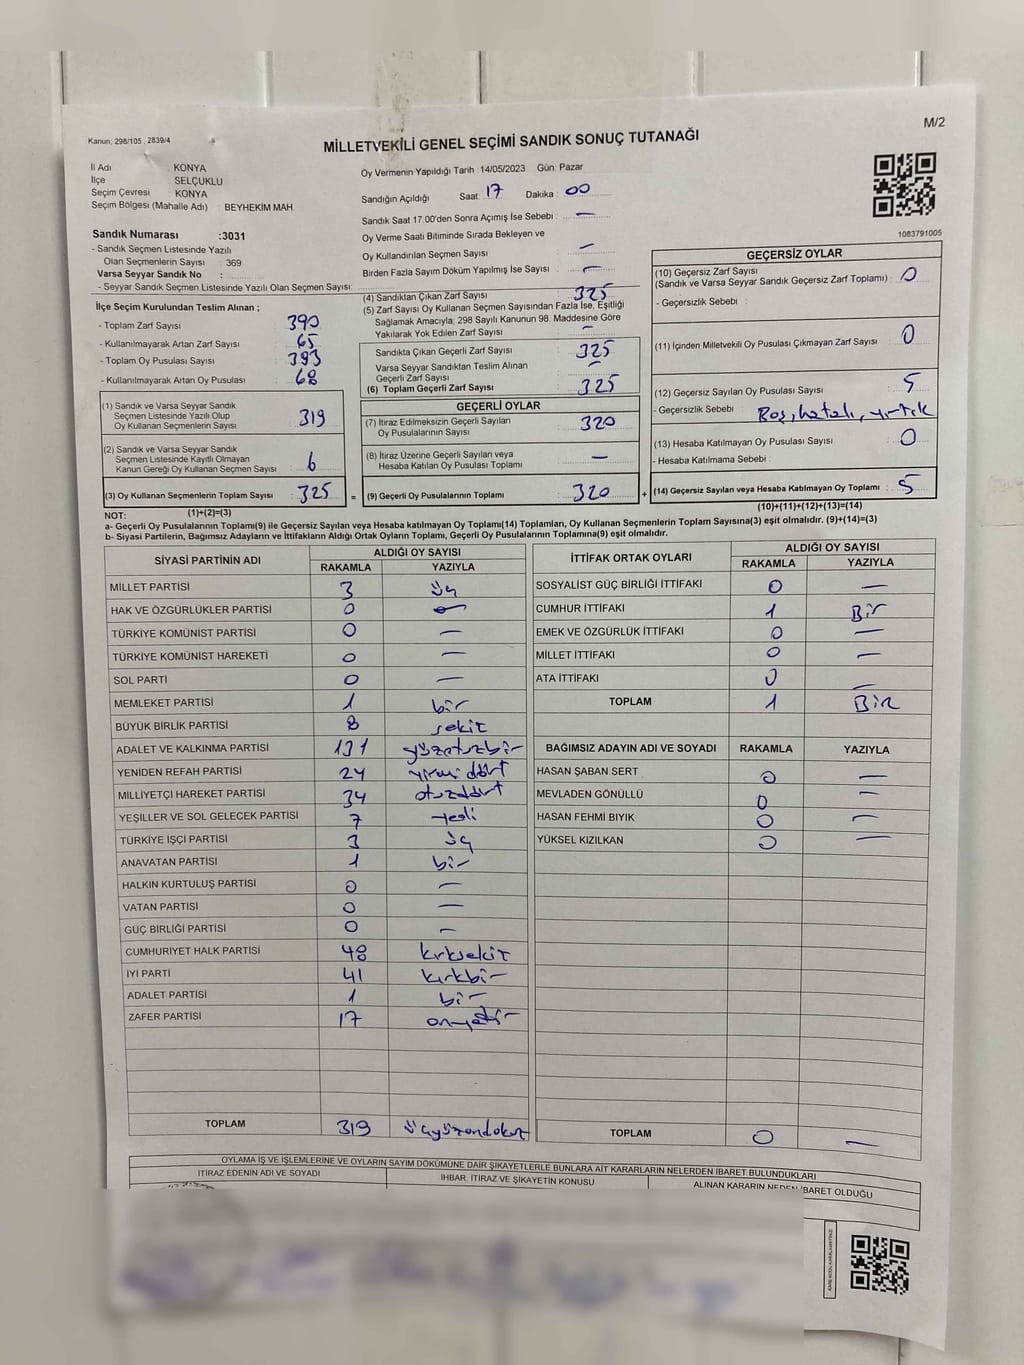 M/2
Kanun; 298/105 , 2839/4
MİLLETVEKİLİ GENEL SEÇİMİ SANDIK SONUÇ TUTANAĞI
İl Adı : KONYA
İlçe : SELÇUKLU
Seçim Çevresi : KONYA
Seçim Bölgesi (Mahalle Adı) : BEYHEKİM MAH.
Oy Vermenin Yapıldığı Tarih :14/05/2023 Gün: Pazar
Sandığın Açıldığı Saat: 17 Dakika : 00
Sandık Saat 17.00'den Sonra Açımış İse Sebebi : —
Oy Verme Saati Bitiminde Sırada Bekleyen ve
Oy Kullandırılan Seçmen Sayısı : —
Birden Fazla Sayım Döküm Yapılmış İse Sayısı : —
1083791005
Sandık Numarası :3031
- Sandık Seçmen Listesinde Yazılı
Olan Seçmenlerin Sayısı : 369
Varsa Seyyar Sandık No :
- Seyyar Sandık Seçmen Listesinde Yazılı Olan Seçmen Sayısı:
İlçe Seçim Kurulundan Teslim Alınan ;
- Toplam Zarf Sayısı : 390
- Kullanılmayarak Artan Zarf Sayısı : 65
- Toplam Oy Pusulası Sayısı : 393
- Kullanılmayarak Artan Oy Pusulası : 68
(4) Sandıktan Çıkan Zarf Sayısı : 325
(5) Zarf Sayısı Oy Kullanan Seçmen Sayısından Fazla İse, Eşitliği
Sağlamak Amacıyla, 298 Sayılı Kanunun 98. Maddesine Göre
Yakılarak Yok Edilen Zarf Sayısı : —
Sandıkta Çıkan Geçerli Zarf Sayısı : 325
Varsa Seyyar Sandıktan Teslim Alınan
Geçerli Zarf Sayısı : —
(6) Toplam Geçerli Zarf Sayısı : 325
GEÇERSİZ OYLAR
(10) Geçersiz Zarf Sayısı
(Sandık ve Varsa Seyyar Sandık Geçersiz Zarf Toplamı) : 0
- Geçersizlik Sebebi :
(11) İçinden Milletvekili Oy Pusulası Çıkmayan Zarf Sayısı : 0
(12) Geçersiz Sayılan Oy Pusulası Sayısı : 5
- Geçersizlik Sebebi : Boş, hatalı, yırtık
(13) Hesaba Katılmayan Oy Pusulası Sayısı : 0
- Hesaba Katılmama Sebebi :
(14) Geçersiz Sayılan veya Hesaba Katılmayan Oy Toplamı : 5
(10)+(11)+(12)+(13)=(14)
(1) Sandık ve Varsa Seyyar Sandık
Seçmen Listesinde Yazılı Olup
Oy Kullanan Seçmenlerin Sayısı : 319
(2) Sandık ve Varsa Seyyar Sandık
Seçmen Listesinde Kayıtlı Olmayan
Kanun Gereği Oy Kullanan Seçmen Sayısı : 6
(3) Oy Kullanan Seçmenlerin Toplam Sayısı : 325 =
(1)+(2)=(3)
GEÇERLİ OYLAR
(7) İtiraz Edilmeksizin Geçerli Sayılan
Oy Pusulalarının Sayısı : 320
(8) İtiraz Üzerine Geçerli Sayılan veya
Hesaba Katılan Oy Pusulası Toplamı : —
(9) Geçerli Oy Pusulalarının Toplamı : 320 +
NOT:
a- Geçerli Oy Pusulalarının Toplamı(9) ile Geçersiz Sayılan veya Hesaba katılmayan Oy Toplamı(14) Toplamları, Oy Kullanan Seçmenlerin Toplam Sayısına(3) eşit olmalıdır. (9)+(14)=(3)
b- Siyasi Partilerin, Bağımsız Adayların ve İttifakların Aldığı Ortak Oyların Toplamı, Geçerli Oy Pusulalarının Toplamına(9) eşit olmalıdır.
SİYASİ PARTİNİN ADI ALDIĞI OY SAYISI
RAKAMLA YAZIYLA
MİLLET PARTİSİ 3 üç
HAK VE ÖZGÜRLÜKLER PARTİSİ 0 —
TÜRKİYE KOMÜNİST PARTİSİ 0 —
TÜRKİYE KOMÜNİST HAREKETİ 0 —
SOL PARTİ 0 —
MEMLEKET PARTİSİ 1 bir
BÜYÜK BİRLİK PARTİSİ 8 sekiz
ADALET VE KALKINMA PARTİSİ 131 yüzotuzbir
YENİDEN REFAH PARTİSİ 24 yirmi dört
MİLLİYETÇİ HAREKET PARTİSİ 34 otuzdört
YEŞİLLER VE SOL GELECEK PARTİSİ 7 yedi
TÜRKİYE İŞÇİ PARTİSİ 3 üç
ANAVATAN PARTİSİ 1 bir
HALKIN KURTULUŞ PARTİSİ 0 —
VATAN PARTİSİ 0 —
GÜÇ BİRLİĞİ PARTİSİ 0 —
CUMHURİYET HALK PARTİSİ 48 kırksekiz
İYİ PARTİ 41 kırkbir
ADALET PARTİSİ 1 bir
ZAFER PARTİSİ 17 onyedi
TOPLAM 319 üçyüzondokuz
İTTİFAK ORTAK OYLARI ALDIĞI OY SAYISI
RAKAMLA YAZIYLA
SOSYALİST GÜÇ BİRLİĞİ İTTİFAKI 0 —
CUMHUR İTTİFAKI 1 Bir
EMEK VE ÖZGÜRLÜK İTTİFAKI 0 —
MİLLET İTTİFAKI 0 —
ATA İTTİFAKI 0 —
TOPLAM 1 BİR
BAĞIMSIZ ADAYIN ADI VE SOYADI RAKAMLA YAZIYLA
HASAN ŞABAN SERT 0 —
MEVLADEN GÖNÜLLÜ 0 —
HASAN FEHMİ BIYIK 0 —
YÜKSEL KIZILKAN 0 —
TOPLAM 0 —
OYLAMA İŞ VE İŞLEMLERİNE VE OYLARIN SAYIM DÖKÜMÜNE DAİR ŞİKAYETLERLE BUNLARA AİT KARARLARIN NELERDEN İBARET BULUNDUKLARI
İTİRAZ EDENİN ADI VE SOYADI İHBAR, İTİRAZ VE ŞİKAYETİN KONUSU ALINAN KARARIN NEDEN İBARET OLDUĞU